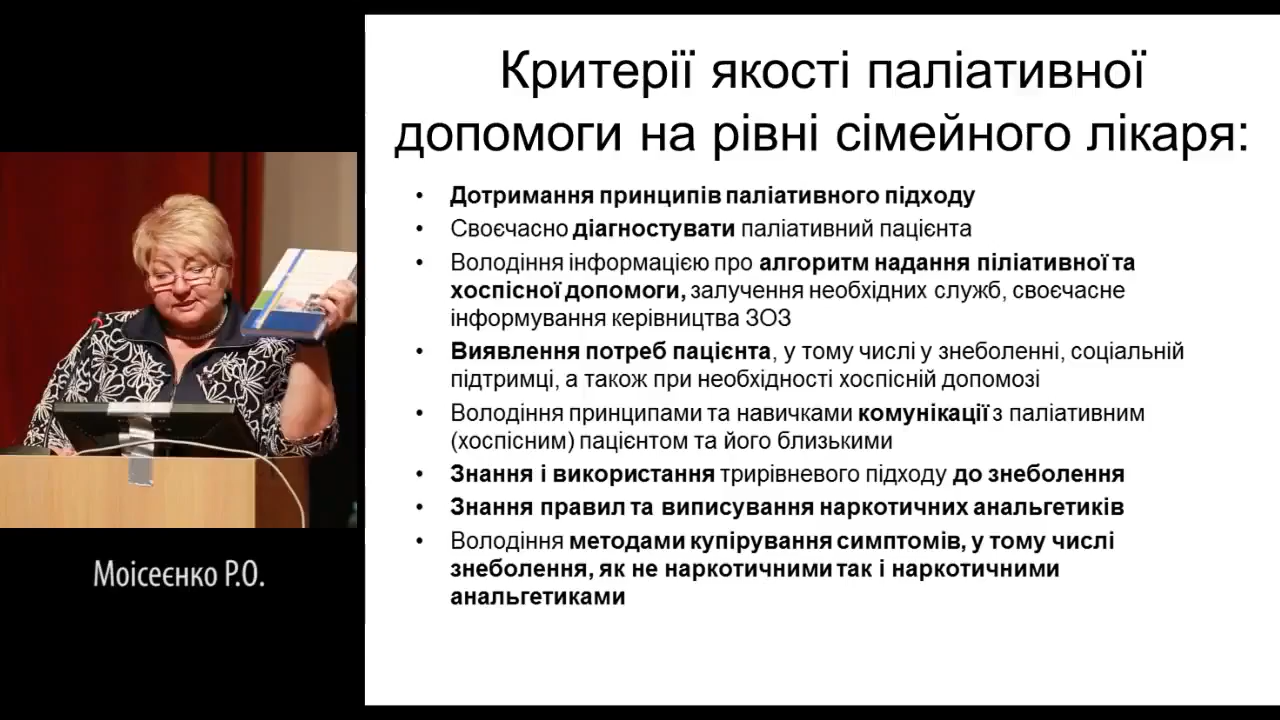 Критерії якості паліативної
допомоги на рівні сімейного лікаря:
• Дотримання принципів паліативного підходу
• Своєчасно діагностувати паліативний пацієнта
• Володіння інформацією про алгоритм надання піліативної та
хоспісної допомоги, залучення необхідних служб, своєчасне
інформування керівництва ЗОЗ
• Виявлення потреб пацієнта, у тому числі у знеболенні, соціальній
підтримці, а також при необхідності хоспісній допомозі
• Володіння принципами та навичками комунікації з паліативним
(хоспісним) пацієнтом та його близькими
• Знання і використання трирівневого підходу до знеболення
• Знання правил та виписування наркотичних анальгетиків
• Володіння методами купірування симптомів, у тому числі
знеболення, як не наркотичними так і наркотичними
анальгетиками
Моісеєнко Р.О.